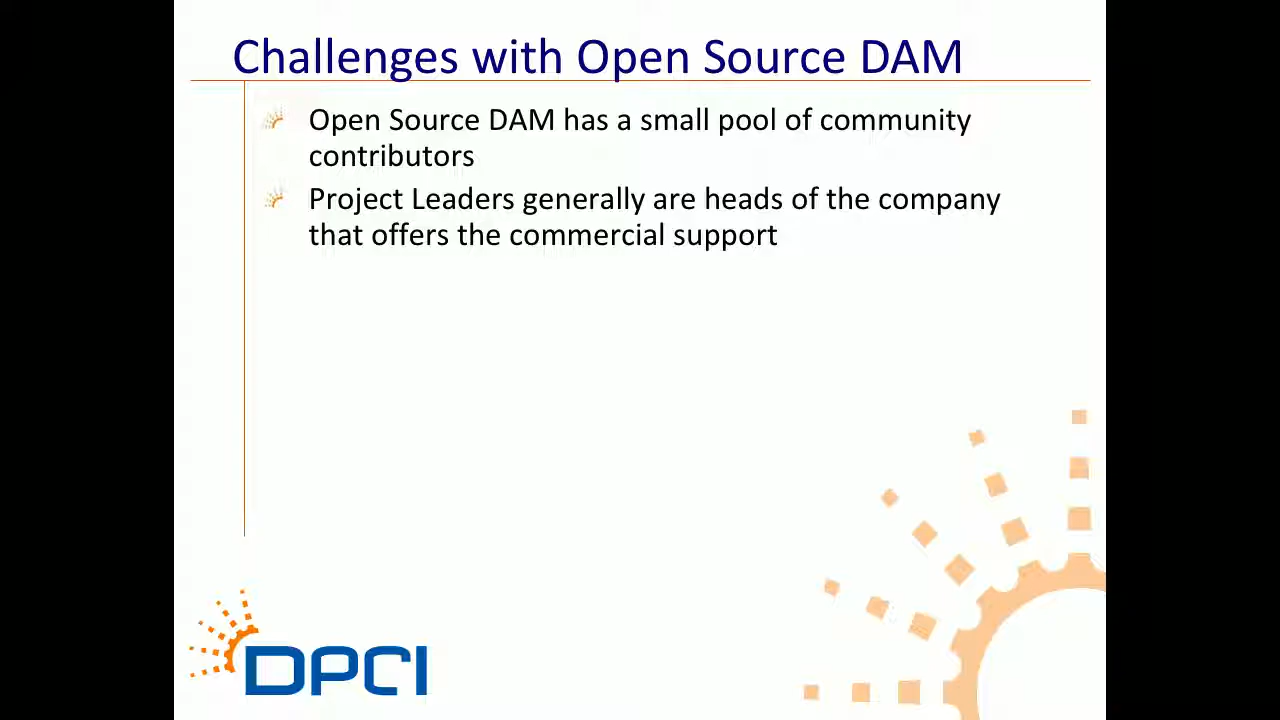 Challenges with Open Source DAM
Open Source DAM has a small pool of community
contributors
Project Leaders generally are heads of the company
that offers the commercial support
DPCI